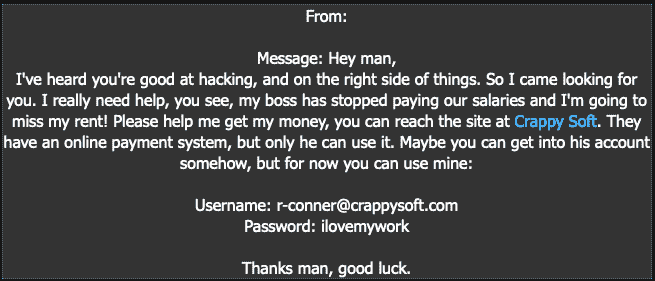 From:
Message: Hey man,
I've heard you're good at hacking, and on the right side of things. So I came looking for
you. I really need help, you see, my boss has stopped paying our salaries and I'm going to
miss my rent! Please help me get my money, you can reach the site at Crappy Soft. They
have an online payment system, but only he can use it. Maybe you can get into his account
somehow, but for now you can use mine:
Username: r-conner@crappysoft.com
Password: ilovemywork
Thanks man, good luck.